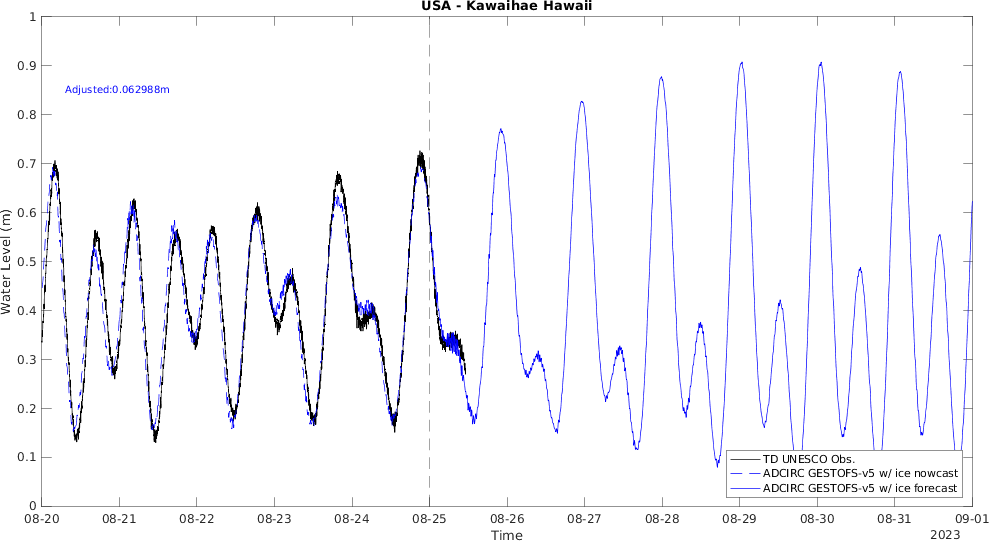 USA - Kawaihae Hawaii
1
0.9
Adjusted:0.062988m
0.8
0.7
0.6
0.5
0.4
0.3
0.2
0.1
0
Water Level (m)
TD UNESCO Obs.
ADCIRC GESTOFS-v5 w/ ice nowcast
ADCIRC GESTOFS-v5 w/ ice forecast
08-20 08-21 08-22 08-23 08-24 08-25 08-26 08-27 08-28 08-29 08-30 08-31 09-01
Time
2023